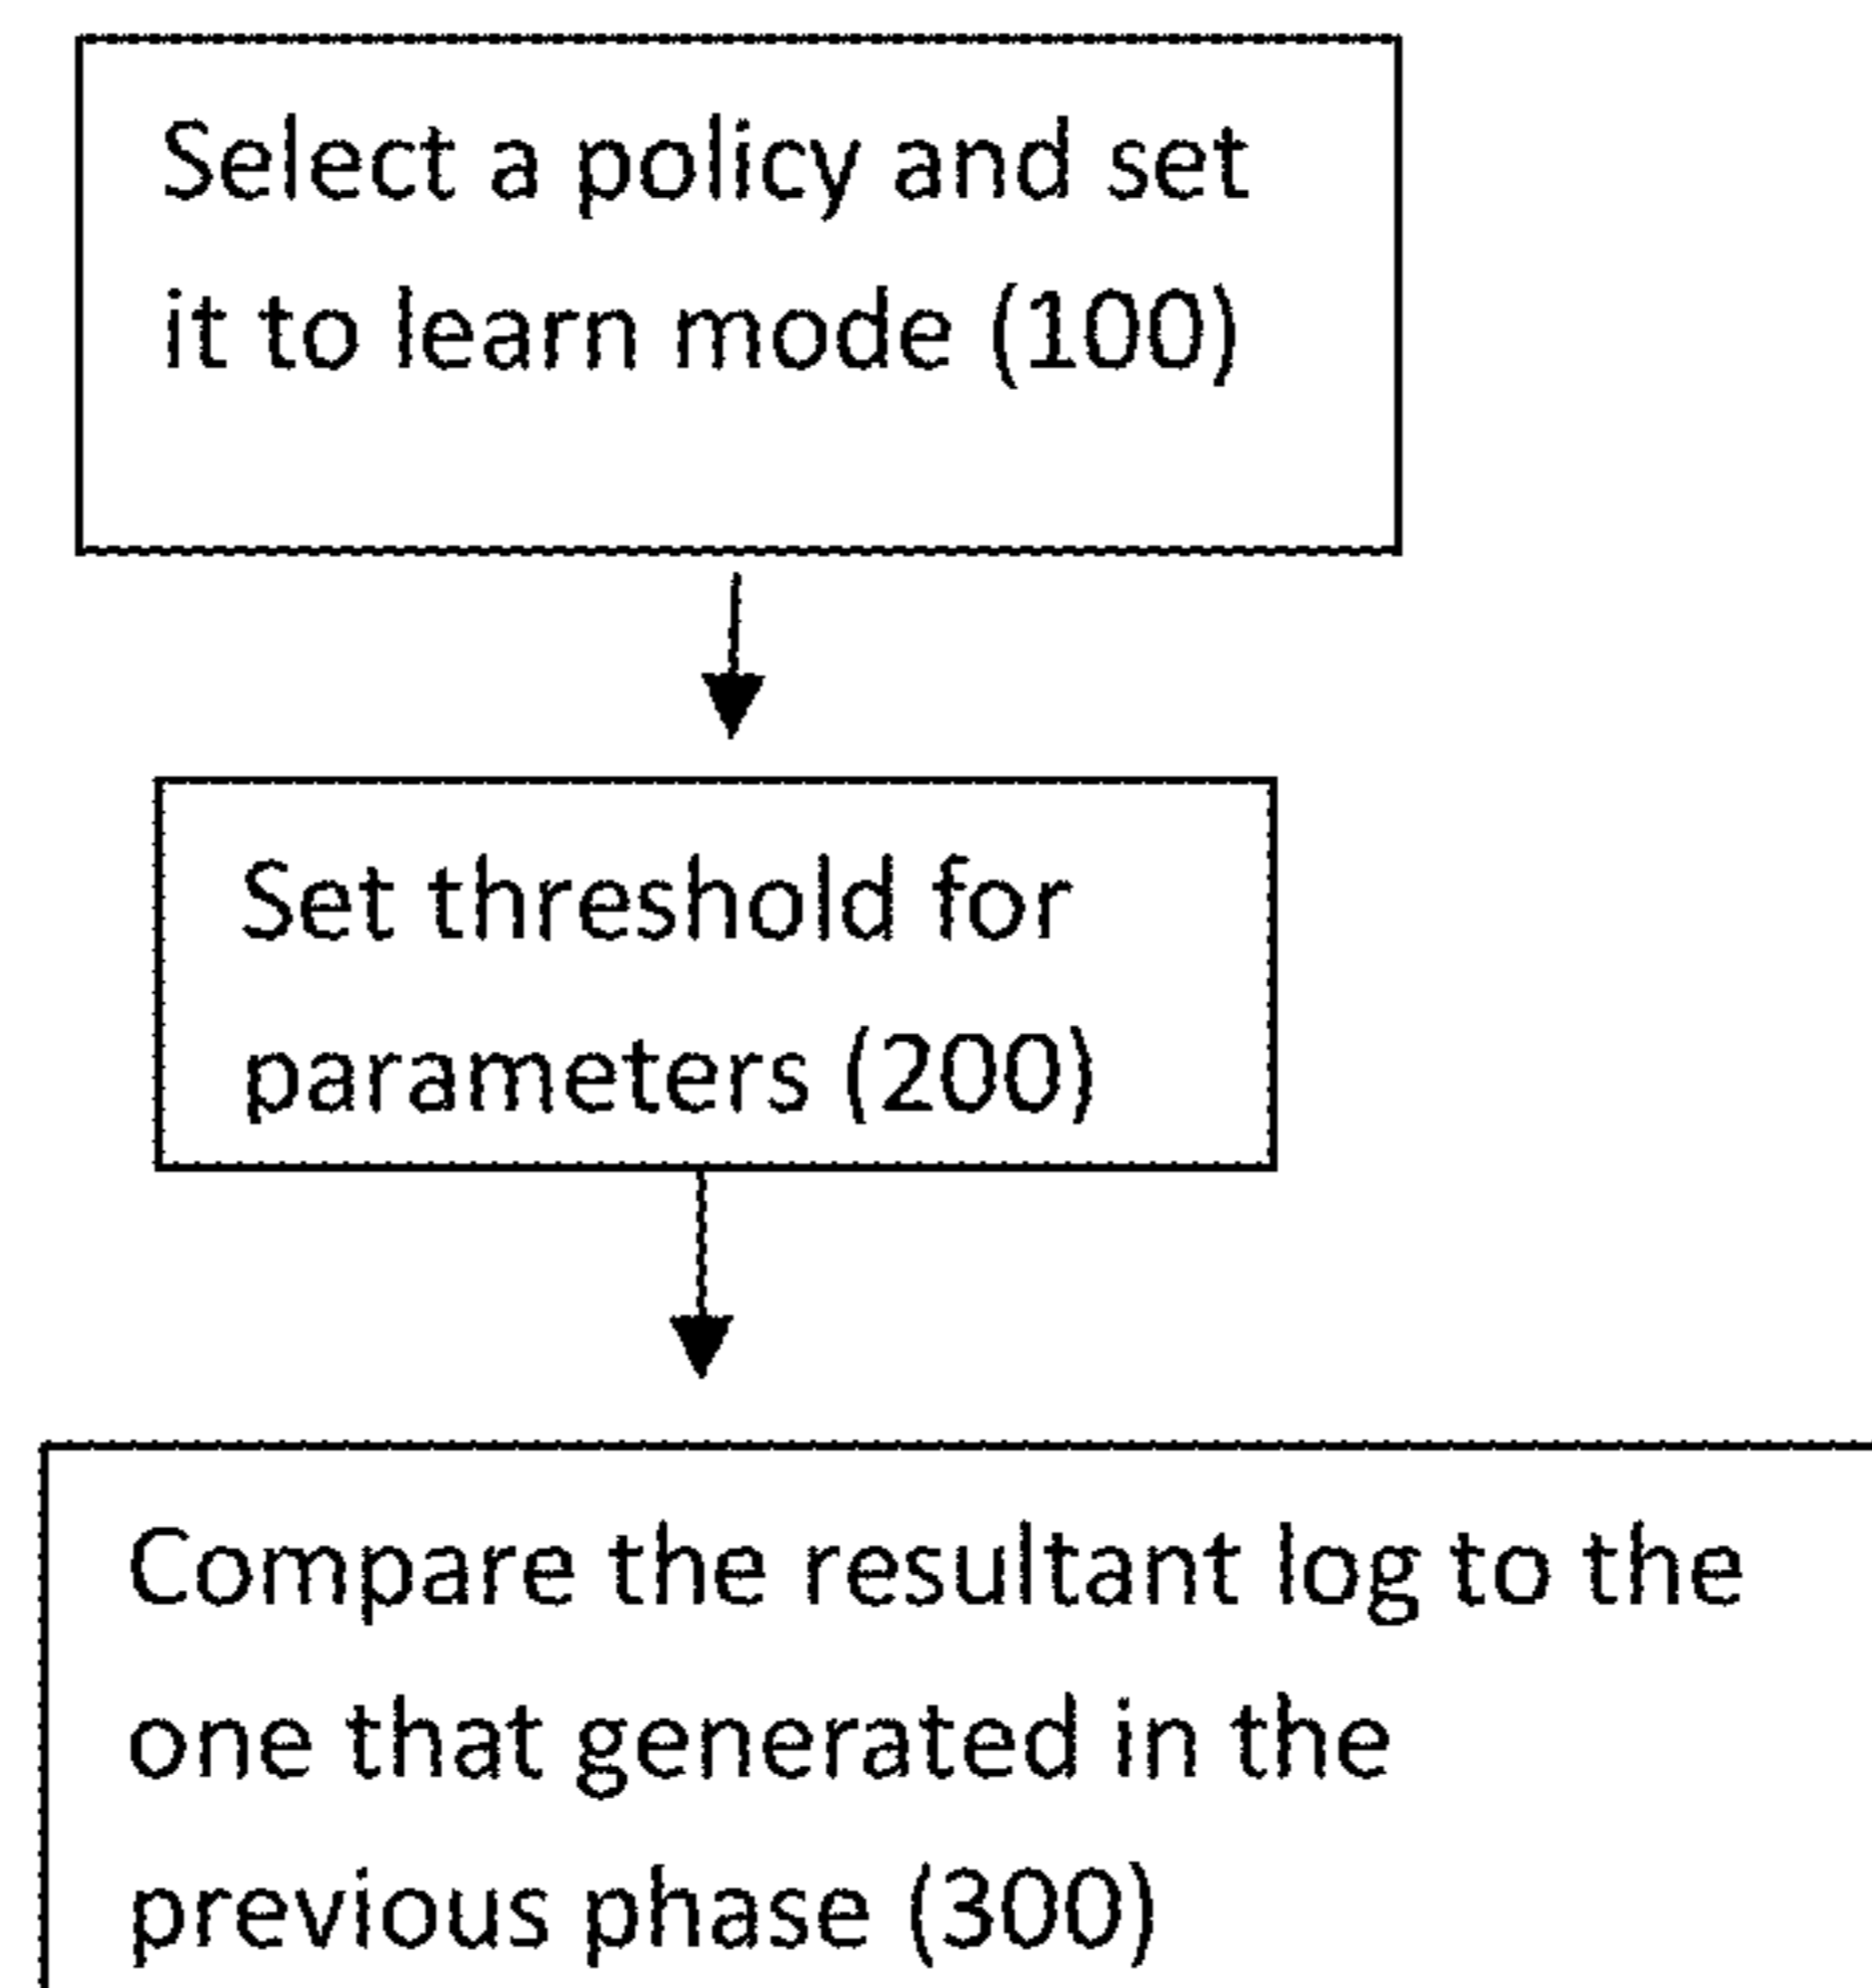 Select a policy and set
it to learn mode (100)
Set threshold for
parameters (200)
Compare the resultant log to the
one that generated in the
previous phase (300)